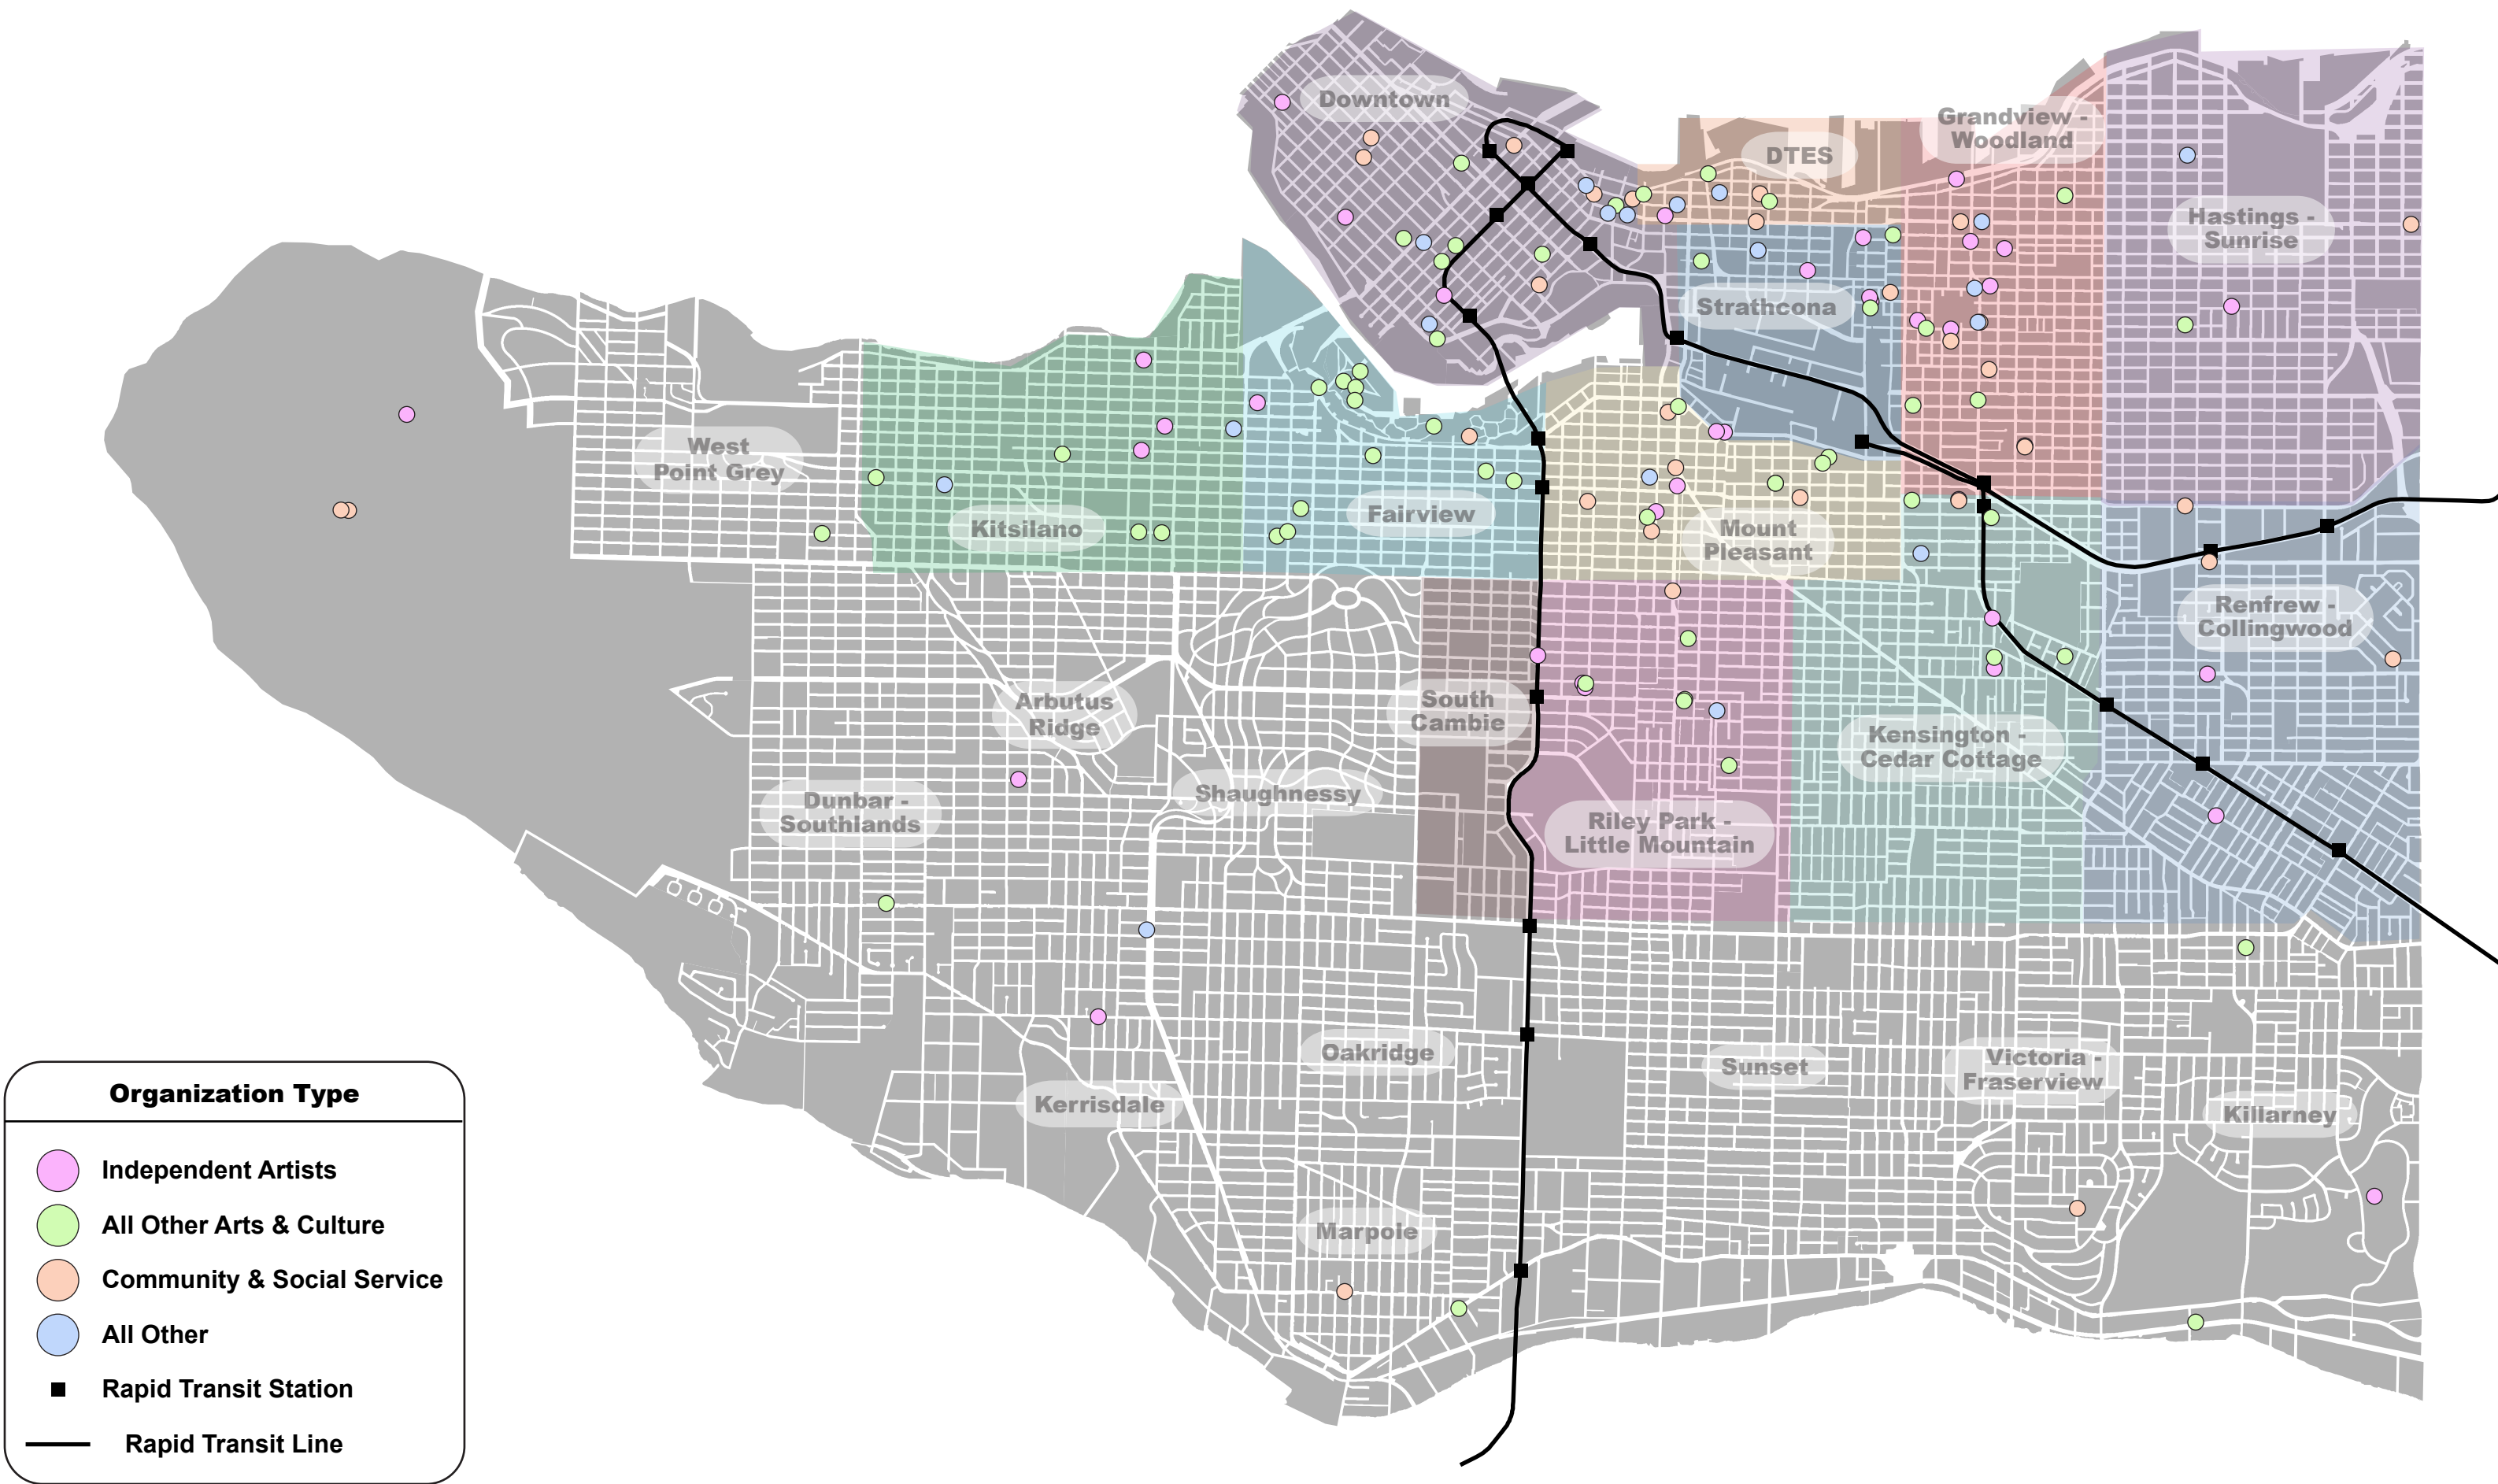 Downtown
DTES
Grandview -
Woodland
Hastings -
Sunrise
Strathcona
West
Point Grey
Kitsilano
Fairview
Mount
Pleasant
Renfrew -
Collingwood
Arbutus
Ridge
South
Cambie
Kensington -
Cedar Cottage
Dunbar -
Southlands
Shaughnessy
Riley Park -
Little Mountain
Oakridge
Sunset
Victoria -
Fraserview
Kerrisdale
Killarney
Marpole
Organization Type
Independent Artists
All Other Arts & Culture
Community & Social Service
All Other
Rapid Transit Station
Rapid Transit Line